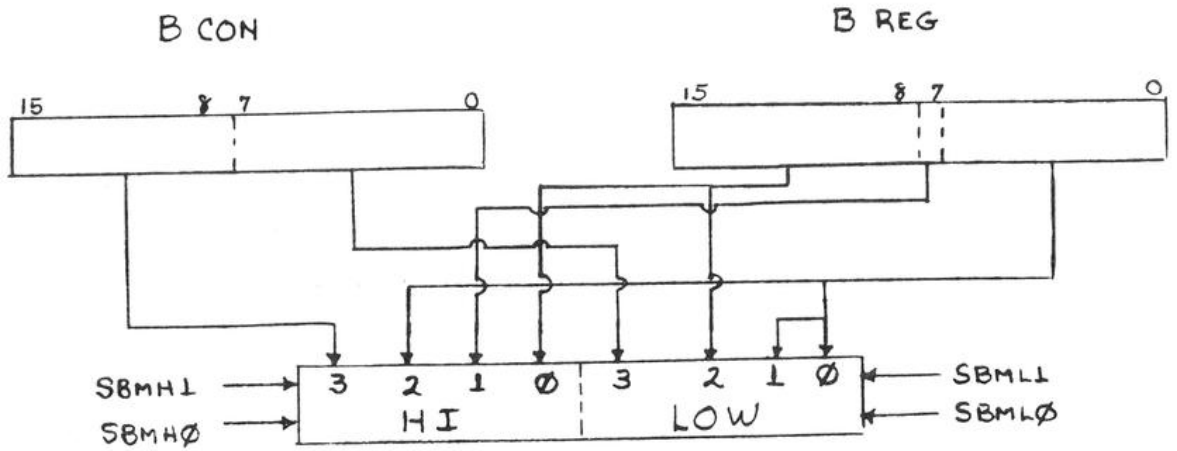 B CON
B REG
15 8 7 0
15 8 7 0
3 2 1 Ø 3 2 1 Ø
SBMH1
SBMHØ
HI
LOW
SBML1
SBMLØ